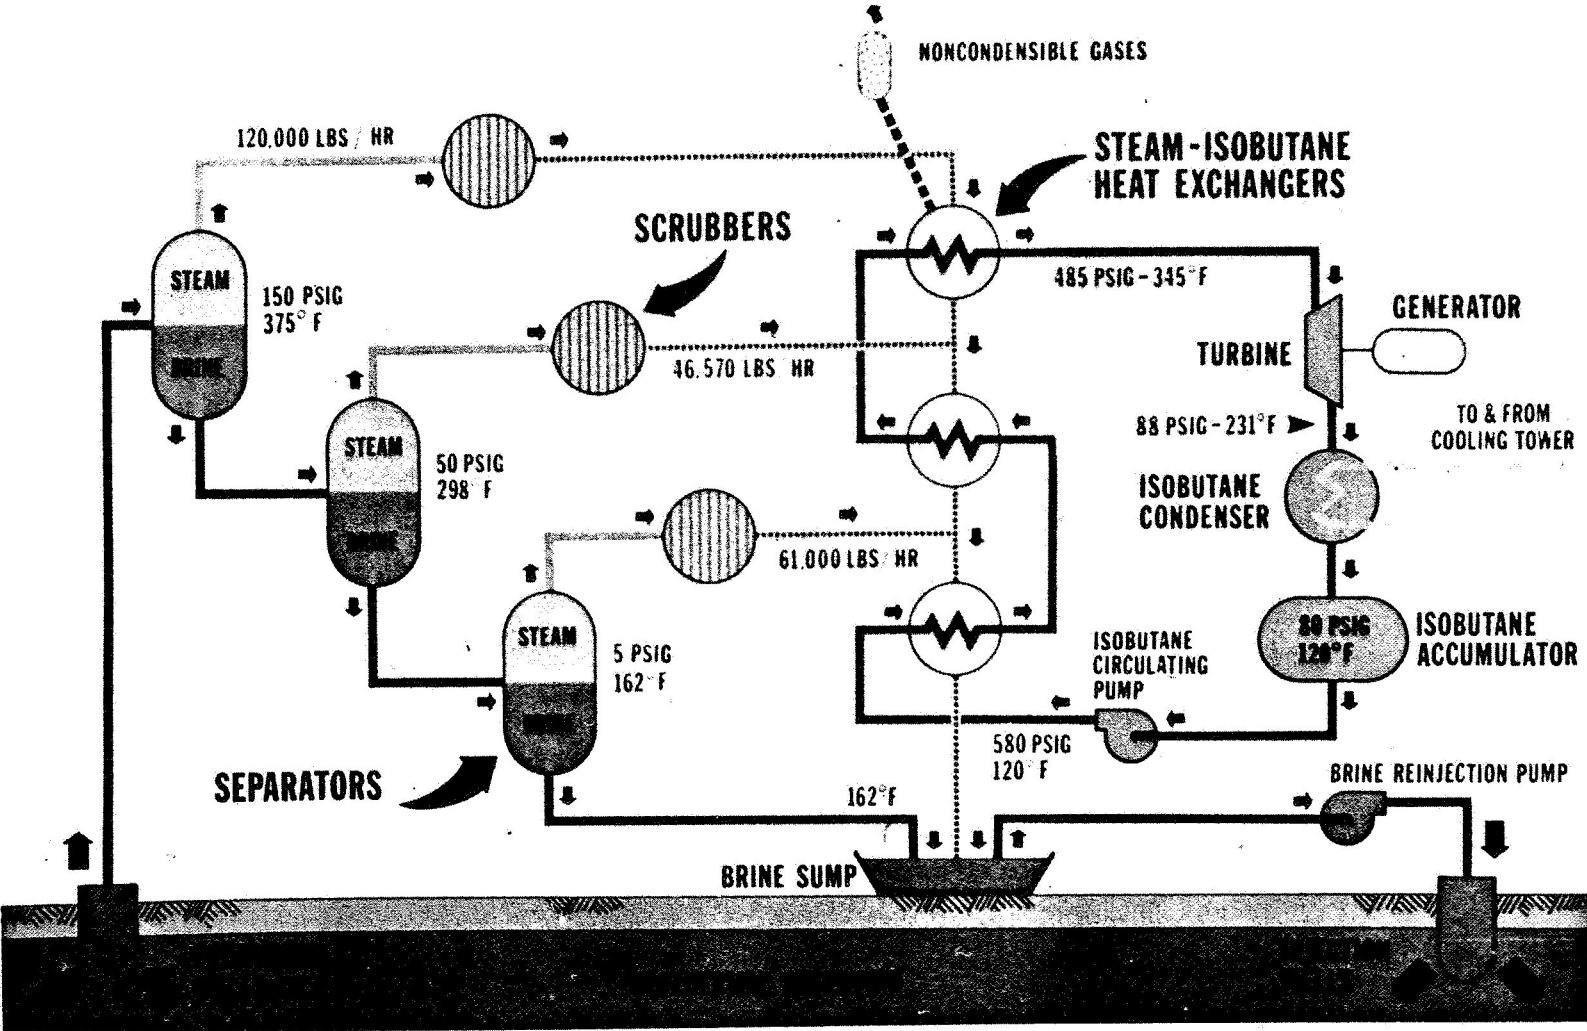 NONCONDENSIBLE GASES
120,000 LBS / HR
STEAM-ISOBUTANE
HEAT EXCHANGERS
SCRUBBERS
STEAM
BRINE
150 PSIG
375° F
485 PSIG-345°F
GENERATOR
TURBINE
46,570 LBS/HR
88 PSIG-231°F
TO & FROM
COOLING TOWER
STEAM
BRINE
50 PSIG
298°F
ISOBUTANE
CONDENSER
61,000 LBS/HR
STEAM
BRINE
5 PSIG
162°F
ISOBUTANE
CIRCULATING
PUMP
80 PSIG
120°F
ISOBUTANE
ACCUMULATOR
580 PSIG
120°F
SEPARATORS
162°F
BRINE REINJECTION PUMP
BRINE SUMP